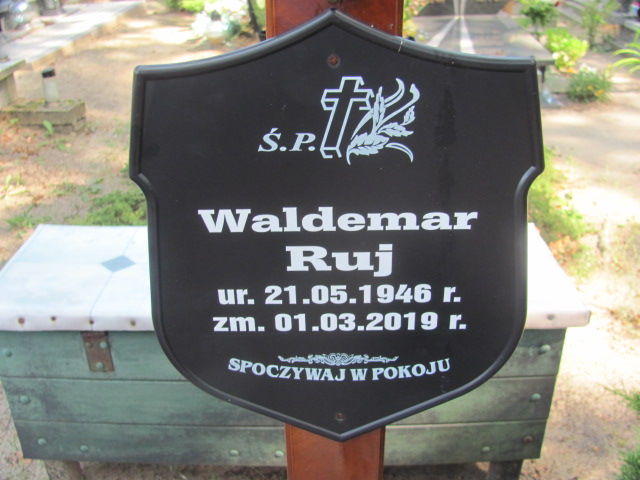 Ś.P.
Waldemar
Ruj
ur. 21.05.1946 r.
zm. 01.03.2019 r.
SPOCZYWAJ W POKOJU